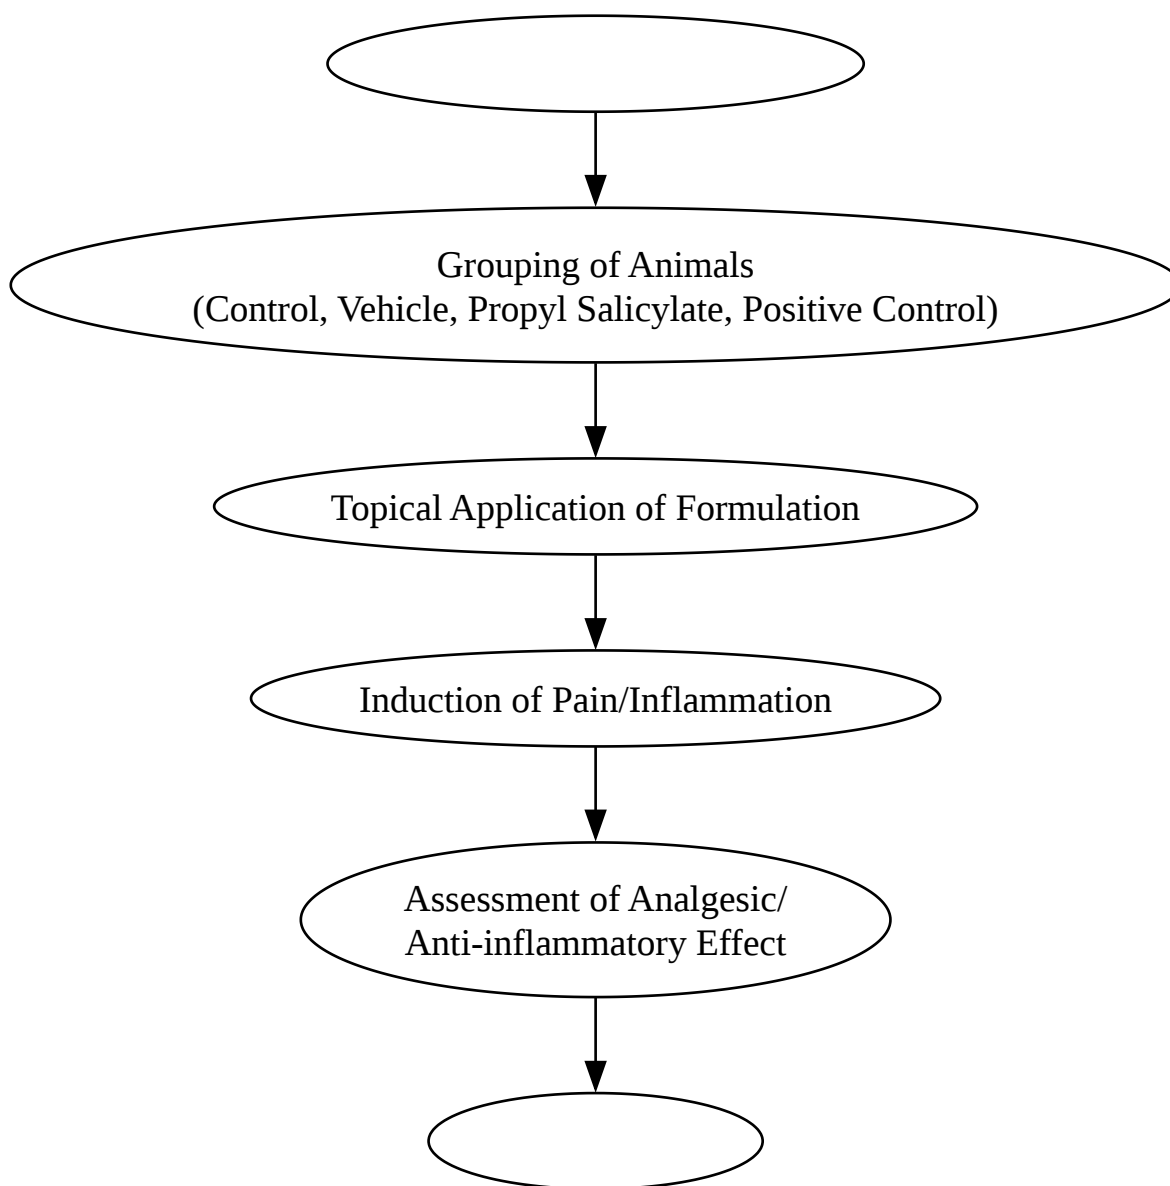 Grouping of Animals
(Control, Vehicle, Propyl Salicylate, Positive Control)
Topical Application of Formulation
Induction of Pain/Inflammation
Assessment of Analgesic/
Anti-inflammatory Effect